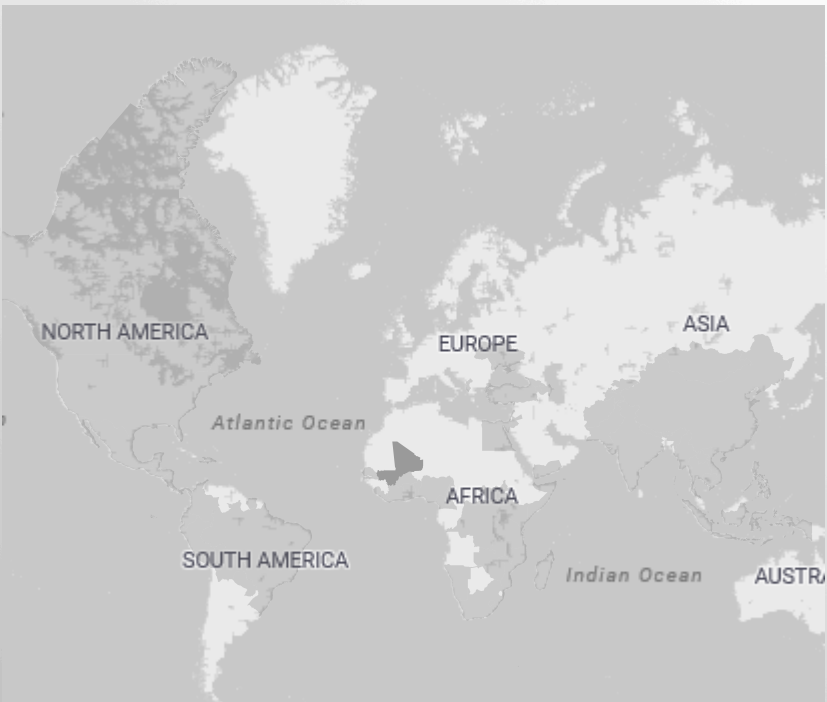 NORTH AMERICA
ASIA
EUROPE
Atlantic Ocean
AFRICA
SOUTH AMERICA
Indian Ocean
AUSTRA